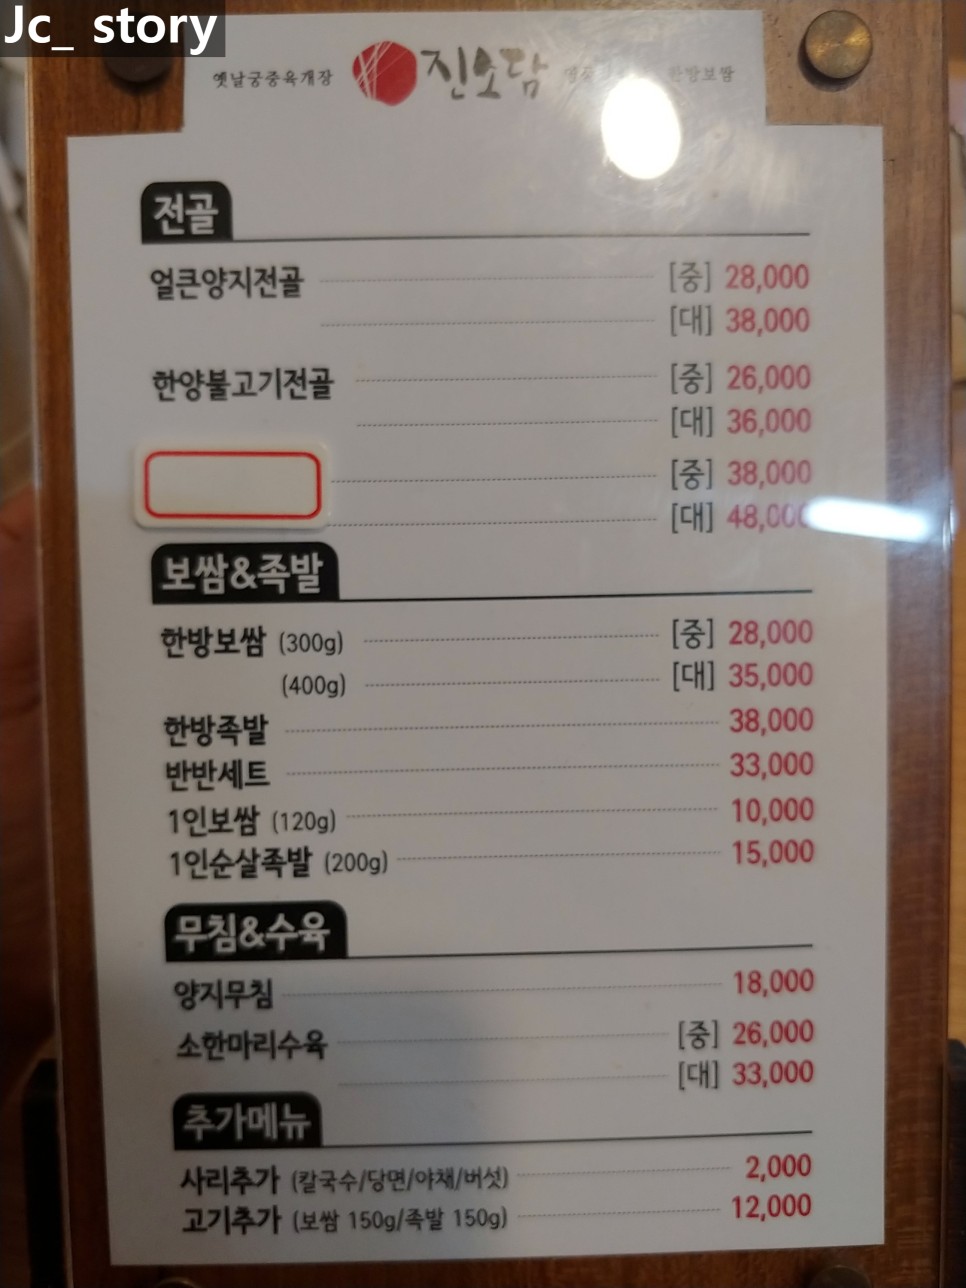 Jc_ story
옛날궁중육개장 진소담 한방보쌈
전골
얼큰양지전골 [중] 28,000
[대] 38,000
한양불고기전골 [중] 26,000
[대] 36,000
[중] 38,000
[대] 48,000
보쌈&족발
한방보쌈 (300g) [중] 28,000
(400g) [대] 35,000
한방족발 38,000
반반세트 33,000
1인보쌈 (120g) 10,000
1인순살족발 (200g) 15,000
무침&수육
양지무침 18,000
소한마리수육 [중] 26,000
[대] 33,000
추가메뉴
사리추가 (칼국수/당면/야채/버섯) 2,000
고기추가 (보쌈 150g/족발 150g) 12,000